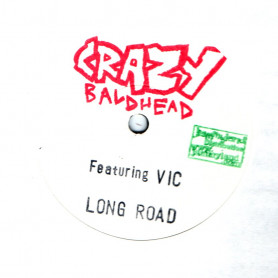 CRAZY
BALDHEAD
Featuring VIC
LONG ROAD